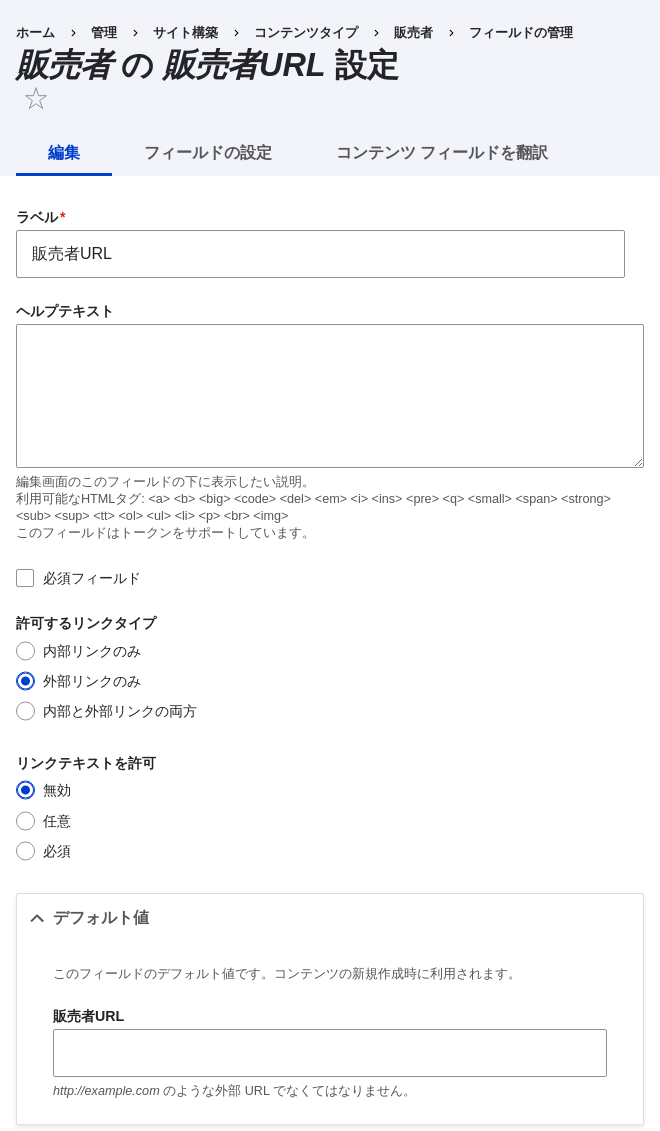 ホーム › 管理 › サイト構築 › コンテンツタイプ › 販売者 › フィールドの管理
販売者 の 販売者URL 設定
編集 フィールドの設定 コンテンツ フィールドを翻訳
ラベル*
販売者URL
ヘルプテキスト
編集画面のこのフィールドの下に表示したい説明。
利用可能なHTMLタグ: <a> <b> <big> <code> <del> <em> <i> <ins> <pre> <q> <small> <span> <strong>
<sub> <sup> <tt> <ol> <ul> <li> <p> <br> <img>
このフィールドはトークンをサポートしています。
必須フィールド
許可するリンクタイプ
内部リンクのみ
外部リンクのみ
内部と外部リンクの両方
リンクテキストを許可
無効
任意
必須
デフォルト値
このフィールドのデフォルト値です。コンテンツの新規作成時に利用されます。
販売者URL
http://example.com のような外部 URL でなくてはなりません。